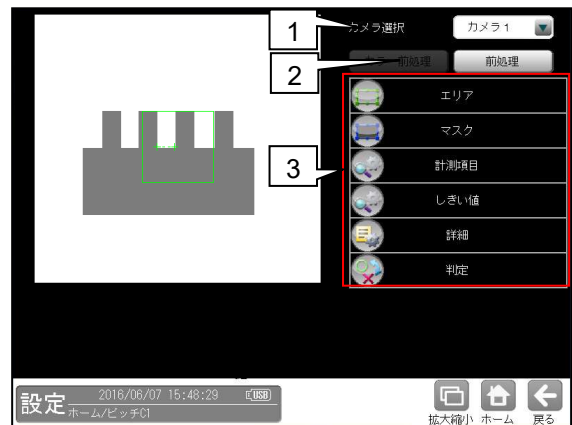 1
カメラ選択
カメラ1
2
カラー前処理
前処理
3
エリア
マスク
計測項目
しきい値
詳細
判定
設定
2016/06/07 15:48:29
USB
ホーム/ピッチC1
拡大縮小
ホーム
戻る